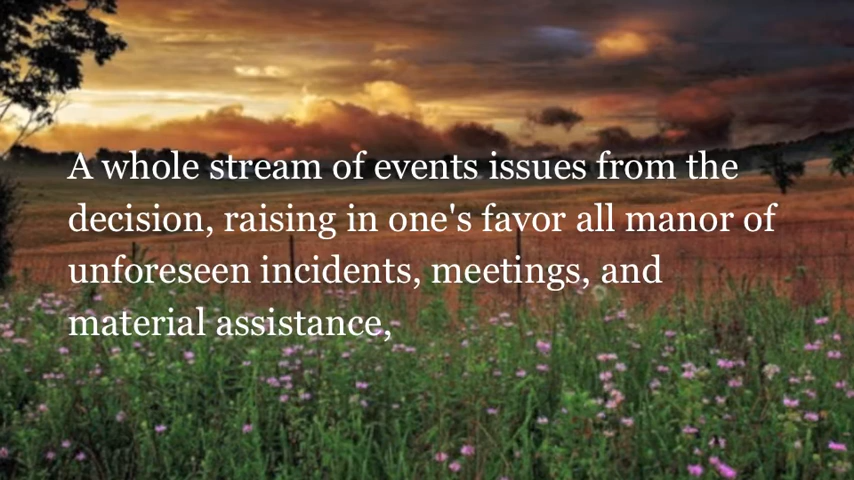 A whole stream of events issues from the
decision, raising in one's favor all manor of
unforeseen incidents, meetings, and
material assistance,